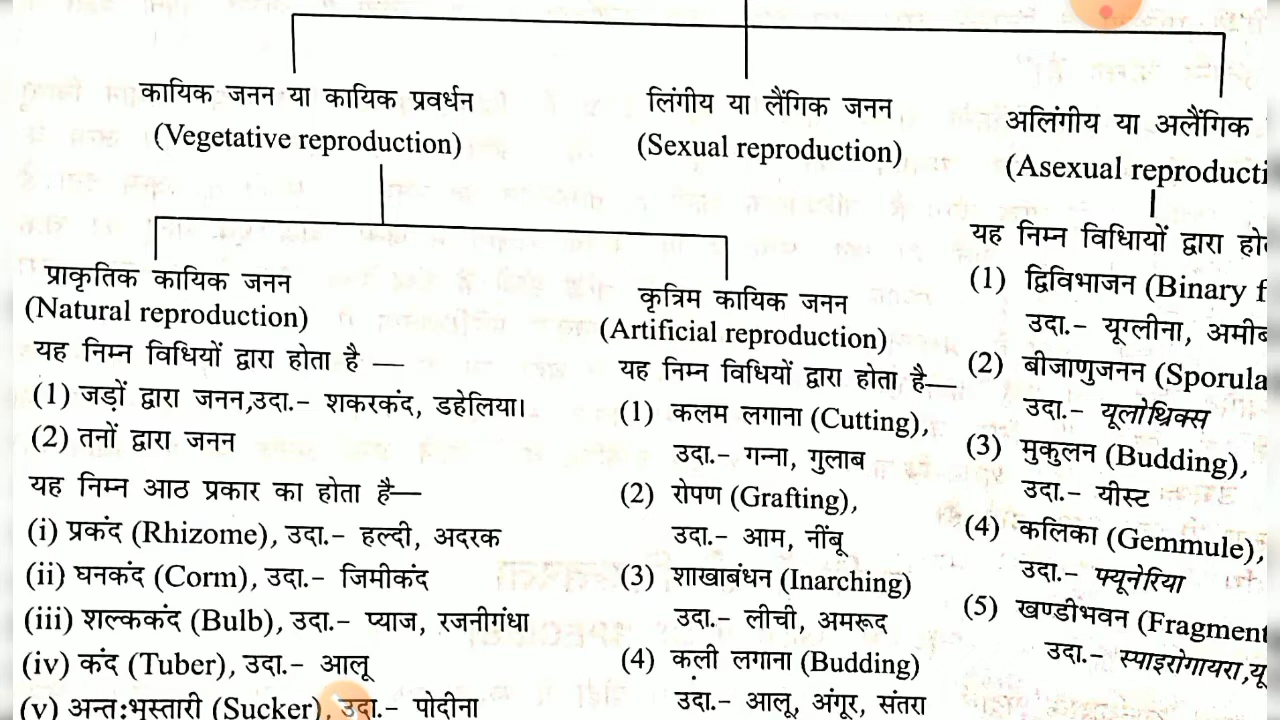 कायिक जनन या कायिक प्रवर्धन
(Vegetative reproduction)
लिंगीय या लैंगिक जनन
(Sexual reproduction)
अलिंगीय या अलैंगिक
(Asexual reproducti
प्राकृतिक कायिक जनन
(Natural reproduction)
यह निम्न विधियों द्वारा होता है —
(1) जड़ों द्वारा जनन,उदा.– शकरकंद, डहेलिया।
(2) तनों द्वारा जनन
यह निम्न आठ प्रकार का होता है—
(i) प्रकंद (Rhizome), उदा.– हल्दी, अदरक
(ii) घनकंद (Corm), उदा.– जिमीकंद
(iii) शल्ककंद (Bulb), उदा.– प्याज, रजनीगंधा
(iv) कंद (Tuber), उदा.– आलू
(v) अन्तःभूस्तारी (Sucker), उदा.– पोदीना
कृत्रिम कायिक जनन
(Artificial reproduction)
यह निम्न विधियों द्वारा होता है—
(1) कलम लगाना (Cutting),
उदा.– गन्ना, गुलाब
(2) रोपण (Grafting),
उदा.– आम, नींबू
(3) शाखाबंधन (Inarching)
उदा.– लीची, अमरूद
(4) कली लगाना (Budding)
उदा.– आलू, अंगूर, संतरा
यह निम्न विधिायों द्वारा
(1) द्विविभाजन (Binary f
उदा.– यूग्लीना,
(2) बीजाणुजनन (Sporula
उदा.– यूलोथ्रिक्स
(3) मुकुलन (Budding),
उदा.– यीस्ट
(4) कलिका (Gemmule),
उदा.– फ्यूनेरिया
(5) खण्डीभवन (Fragment
उदा.– स्पाइरोगायरा,